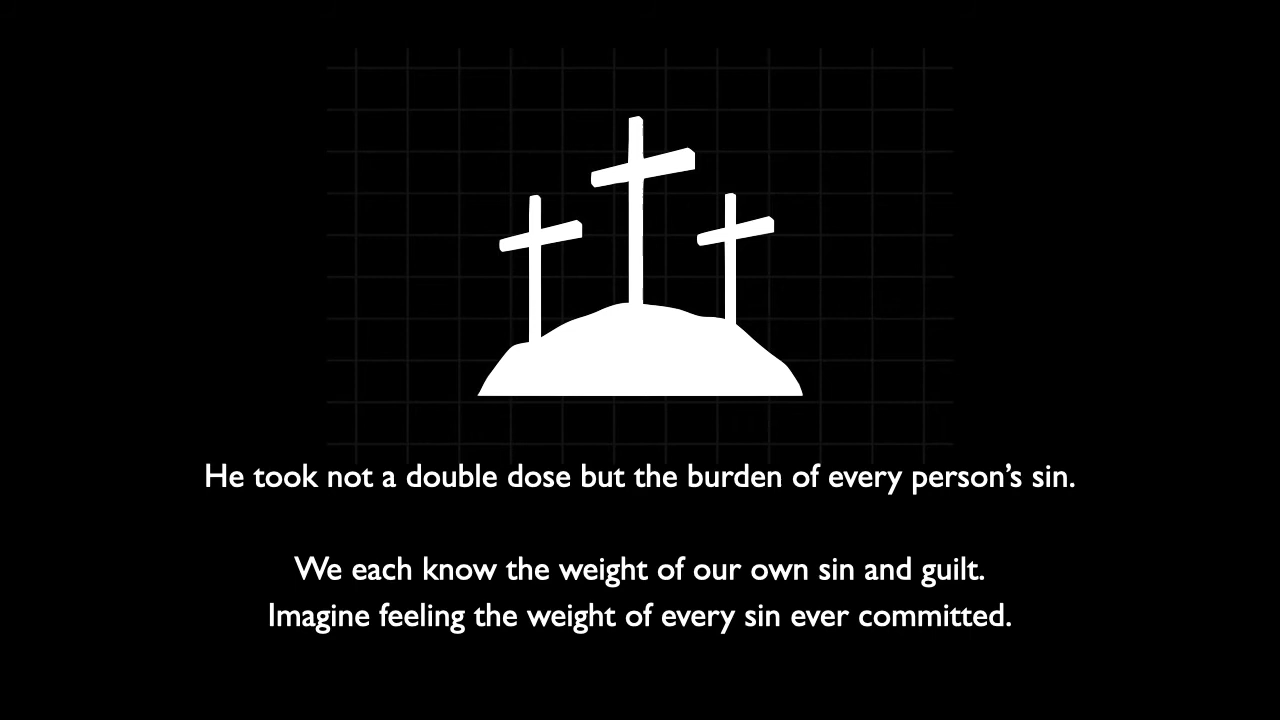 He took not a double dose but the burden of every person’s sin.
We each know the weight of our own sin and guilt.
Imagine feeling the weight of every sin ever committed.